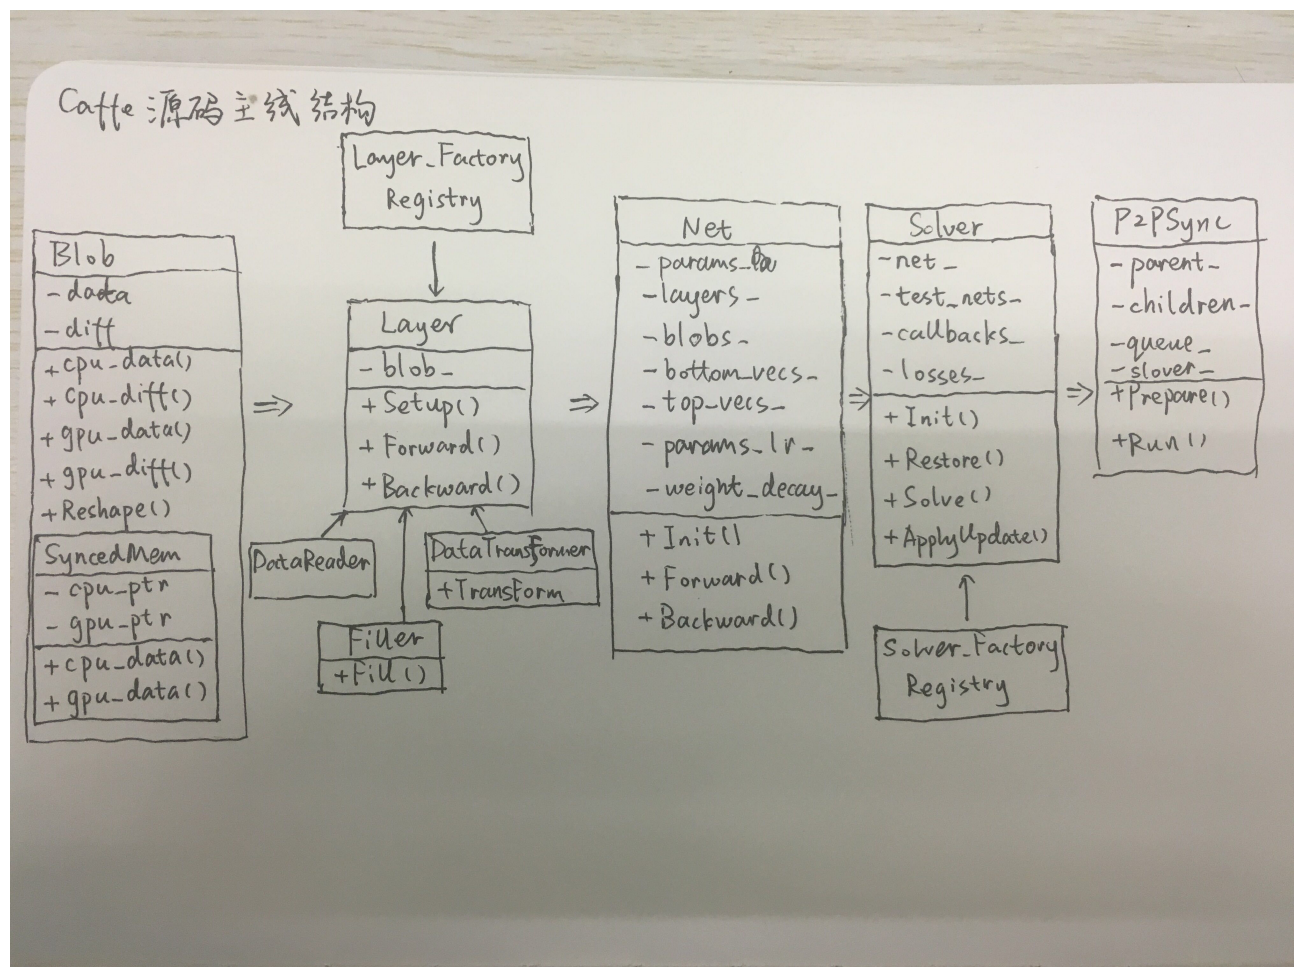 Caffe 源码主线结构
Layer_Factory
Registry
Blob
-data
-diff
+cpu_data()
+cpu_diff()
+gpu_data()
+gpu_diff()
+Reshape()
SyncedMem
-cpu_ptr
-gpu_ptr
+cpu_data()
+gpu_data()
Layer
-blob_
+Setup()
+Forward()
+Backward()
DataReader
DataTransformer
+Transform
Filler
+Fill()
Net
-params_
-layers_
-blobs_
-bottom_vecs_
-top_vecs_
-params_lr_
-weight_decay_
+Init()
+Forward()
+Backward()
Solver
-net_
-test_nets_
-callbacks_
-losses_
+Init()
+Restore()
+Solve()
+ApplyUpdate()
Solver_Factory
Registry
P2PSync
-parent_
-children_
-queue_
-slover_
+Prepare()
+Run()